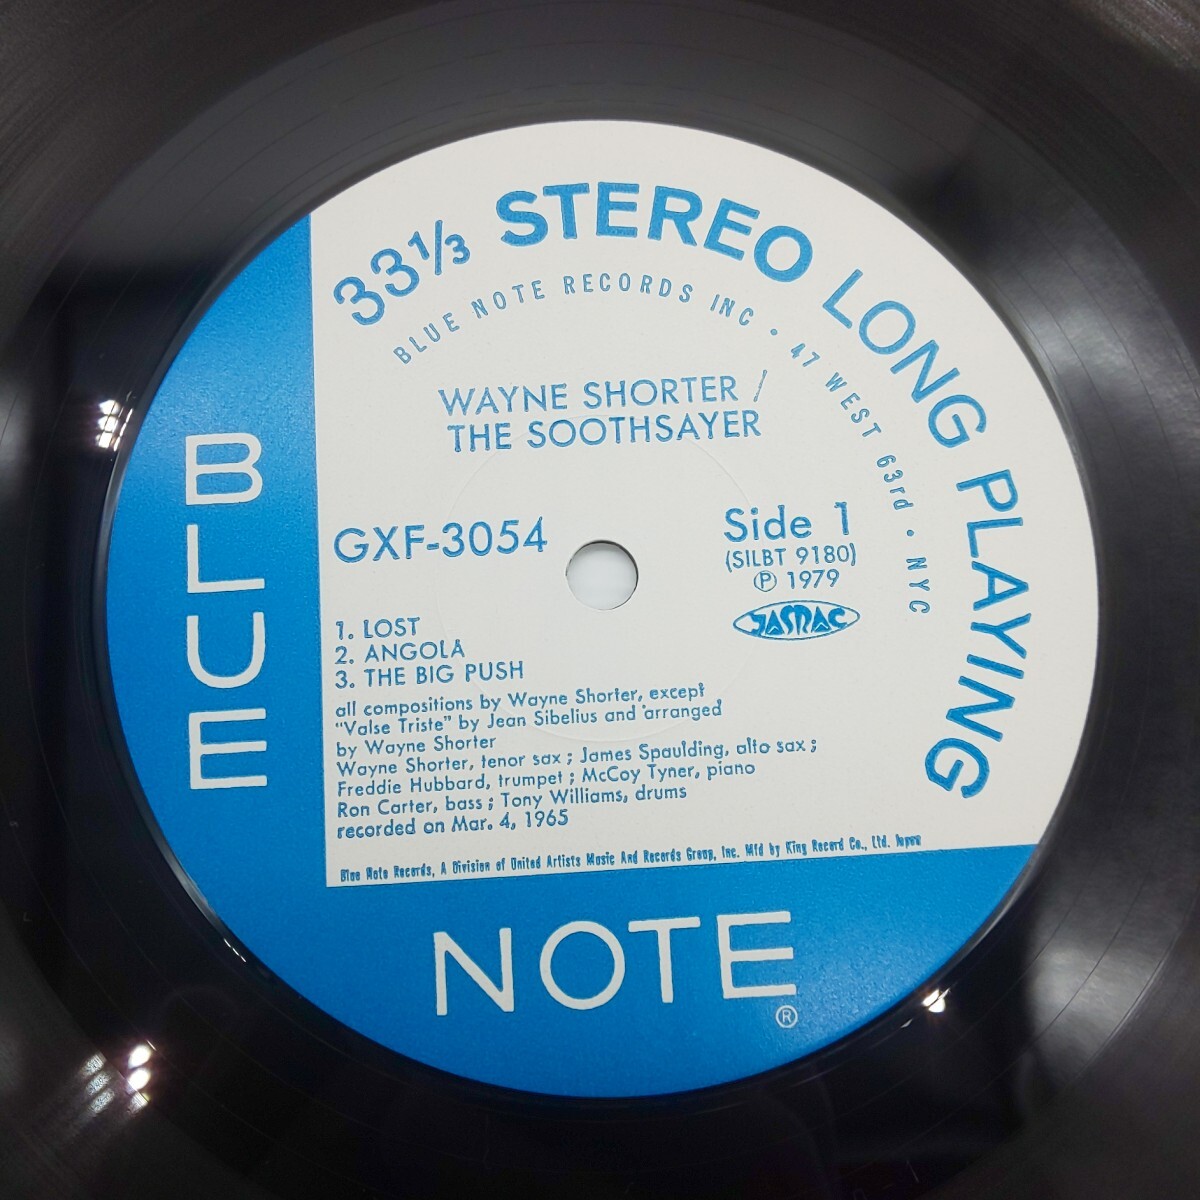 33⅓ STEREO LONG PLAYING
BLUE NOTE RECORDS INC • 47 WEST 63rd • NYC
WAYNE SHORTER /
THE SOOTHSAYER
GXF-3054
Side 1
(SILBT 9180)
Ⓟ 1979
JASRAC
1. LOST
2. ANGOLA
3. THE BIG PUSH
all compositions by Wayne Shorter, except
"Valse Triste" by Jean Sibelius and arranged
by Wayne Shorter
Wayne Shorter, tenor sax ; James Spaulding, alto sax ;
Freddie Hubbard, trumpet ; McCoy Tyner, piano
Ron Carter, bass ; Tony Williams, drums
recorded on Mar. 4, 1965
Blue Note Records, A Division of United Artists Music And Records Group, Inc. Mfd by King Record Co., Ltd. Japan
BLUE
NOTE®